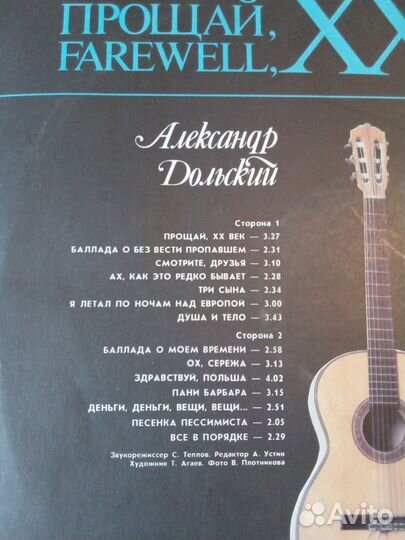 ПРОЩАЙ,
FAREWELL, XX
Александр
Дольский
Сторона 1
ПРОЩАЙ, XX ВЕК — 3.27
БАЛЛАДА О БЕЗ ВЕСТИ ПРОПАВШЕМ — 2.31
СМОТРИТЕ, ДРУЗЬЯ — 3.10
АХ, КАК ЭТО РЕДКО БЫВАЕТ — 2.28
ТРИ СЫНА — 2.34
Я ЛЕТАЛ ПО НОЧАМ НАД ЕВРОПОЙ — 3.00
ДУША И ТЕЛО — 3.43
Сторона 2
БАЛЛАДА О МОЕМ ВРЕМЕНИ — 2.58
ОХ, СЕРЕЖА — 3.13
ЗДРАВСТВУЙ, ПОЛЬША — 4.02
ПАНИ БАРБАРА — 3.15
ДЕНЬГИ, ДЕНЬГИ, ВЕЩИ, ВЕЩИ... — 2.51
ПЕСЕНКА ПЕССИМИСТА — 2.05
ВСЕ В ПОРЯДКЕ — 2.29
Звукорежиссер С. Теплов. Редактор А. Устин
Художник Т. Агаев. Фото В. Плотникова
Avito